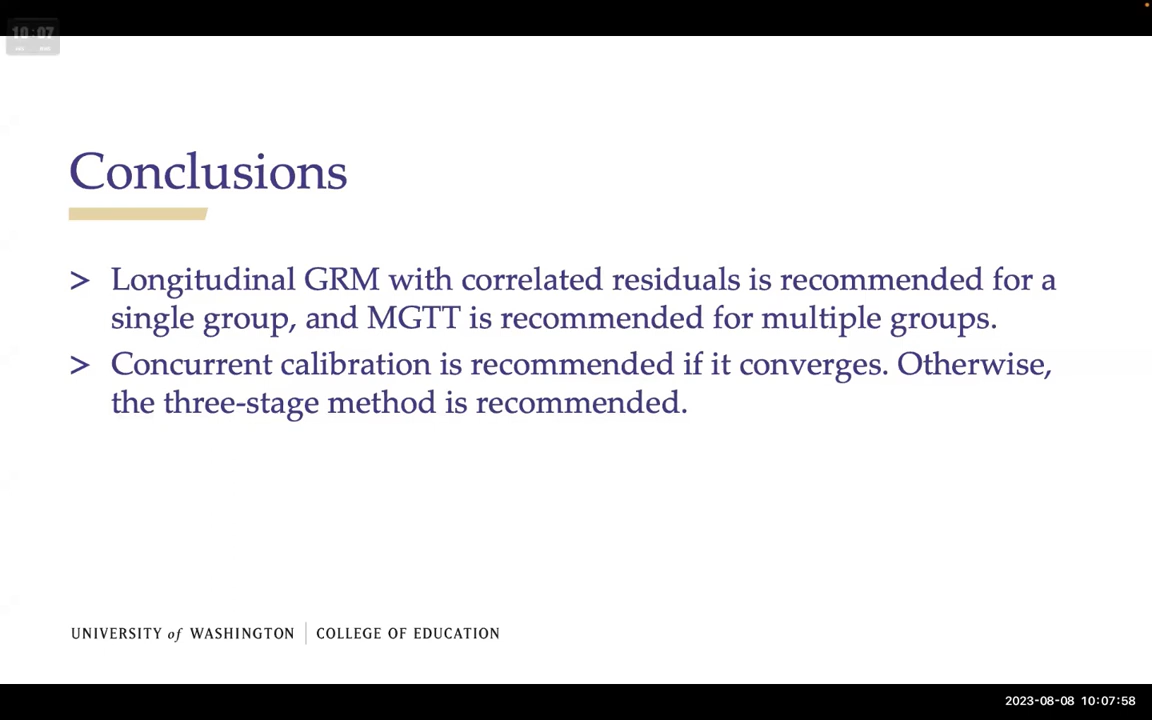 10:07
Conclusions
> Longitudinal GRM with correlated residuals is recommended for a
single group, and MGTT is recommended for multiple groups.
> Concurrent calibration is recommended if it converges. Otherwise,
the three-stage method is recommended.
UNIVERSITY of WASHINGTON | COLLEGE OF EDUCATION
2023-08-08 10:07:58